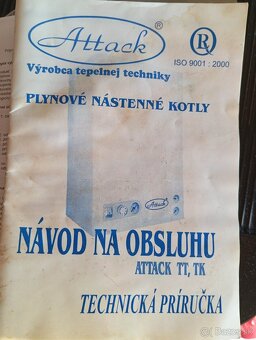 Attack ®
ISO 9001 : 2000
Výrobca tepelnej techniky
PLYNOVÉ NÁSTENNÉ KOTLY
Attack
NÁVOD NA OBSLUHU
ATTACK TT, TK
TECHNICKÁ PRÍRUČKA